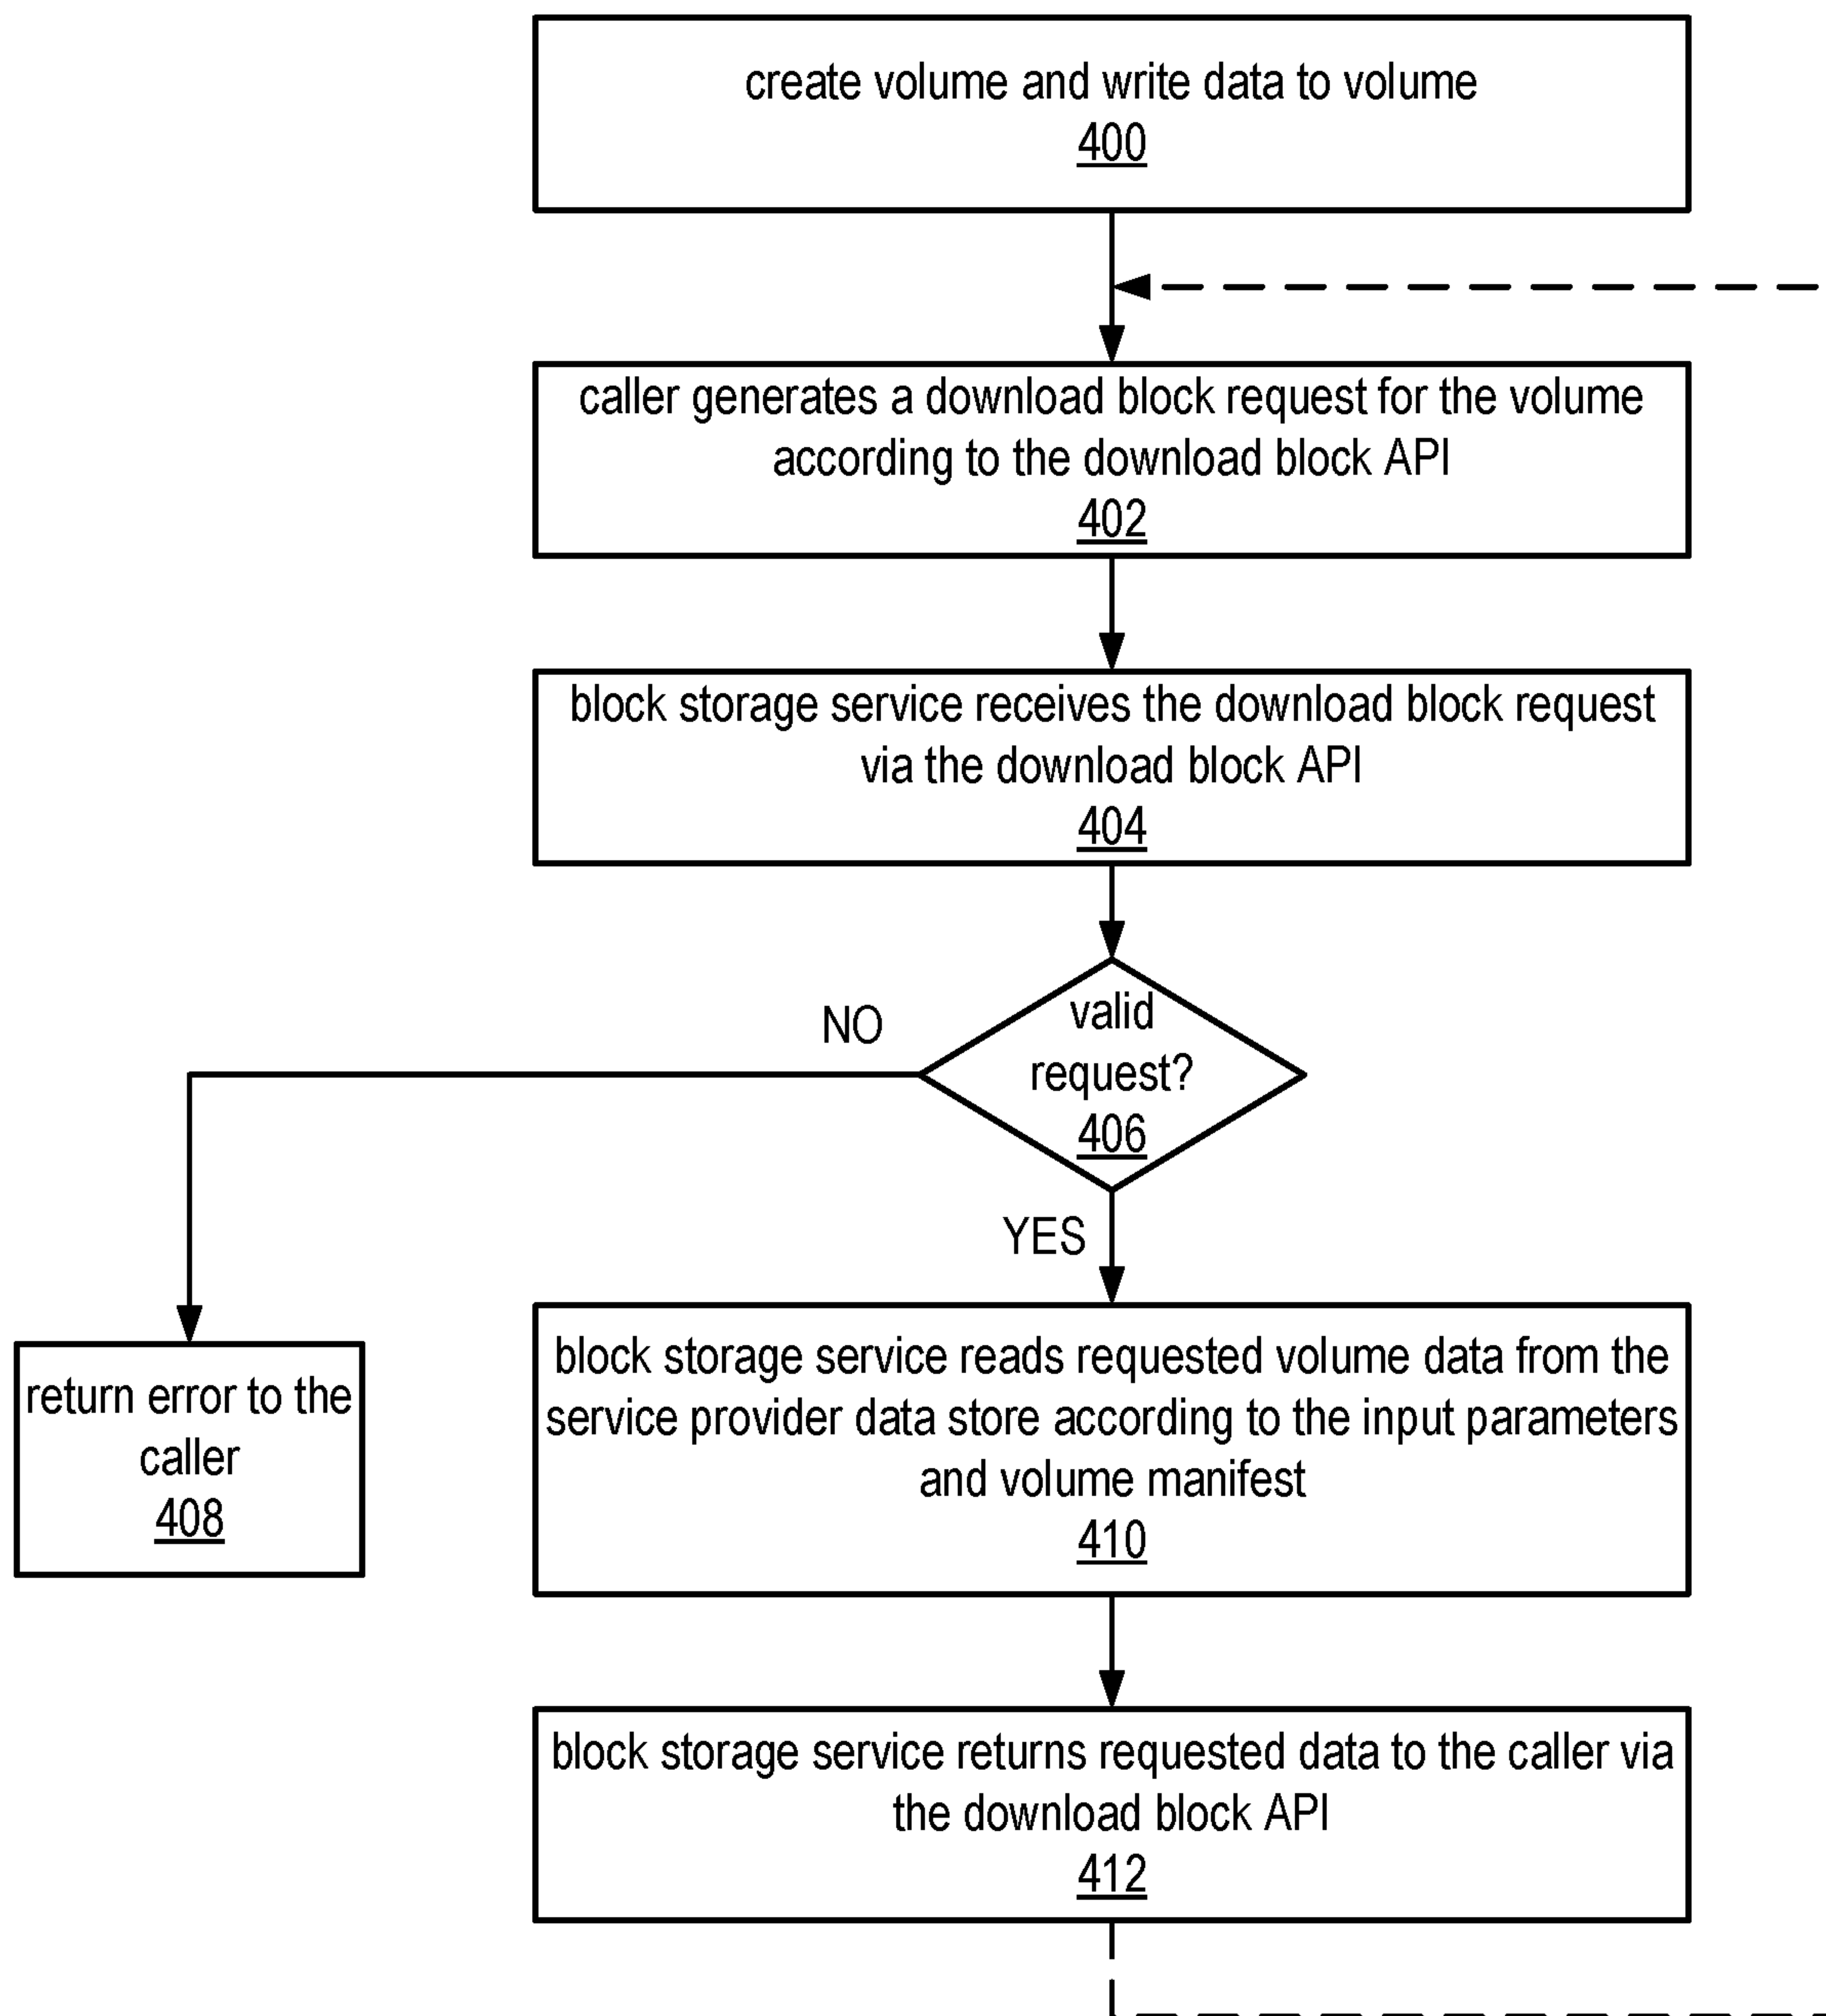 create volume and write data to volume
400
caller generates a download block request for the volume
according to the download block API
402
block storage service receives the download block request
via the download block API
404
valid
request?
406
NO
YES
return error to the
caller
408
block storage service reads requested volume data from the
service provider data store according to the input parameters
and volume manifest
410
block storage service returns requested data to the caller via
the download block API
412